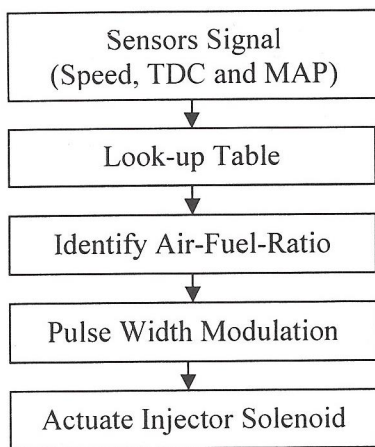 Sensors Signal
(Speed, TDC and MAP)
Look-up Table
Identify Air-Fuel-Ratio
Pulse Width Modulation
Actuate Injector Solenoid